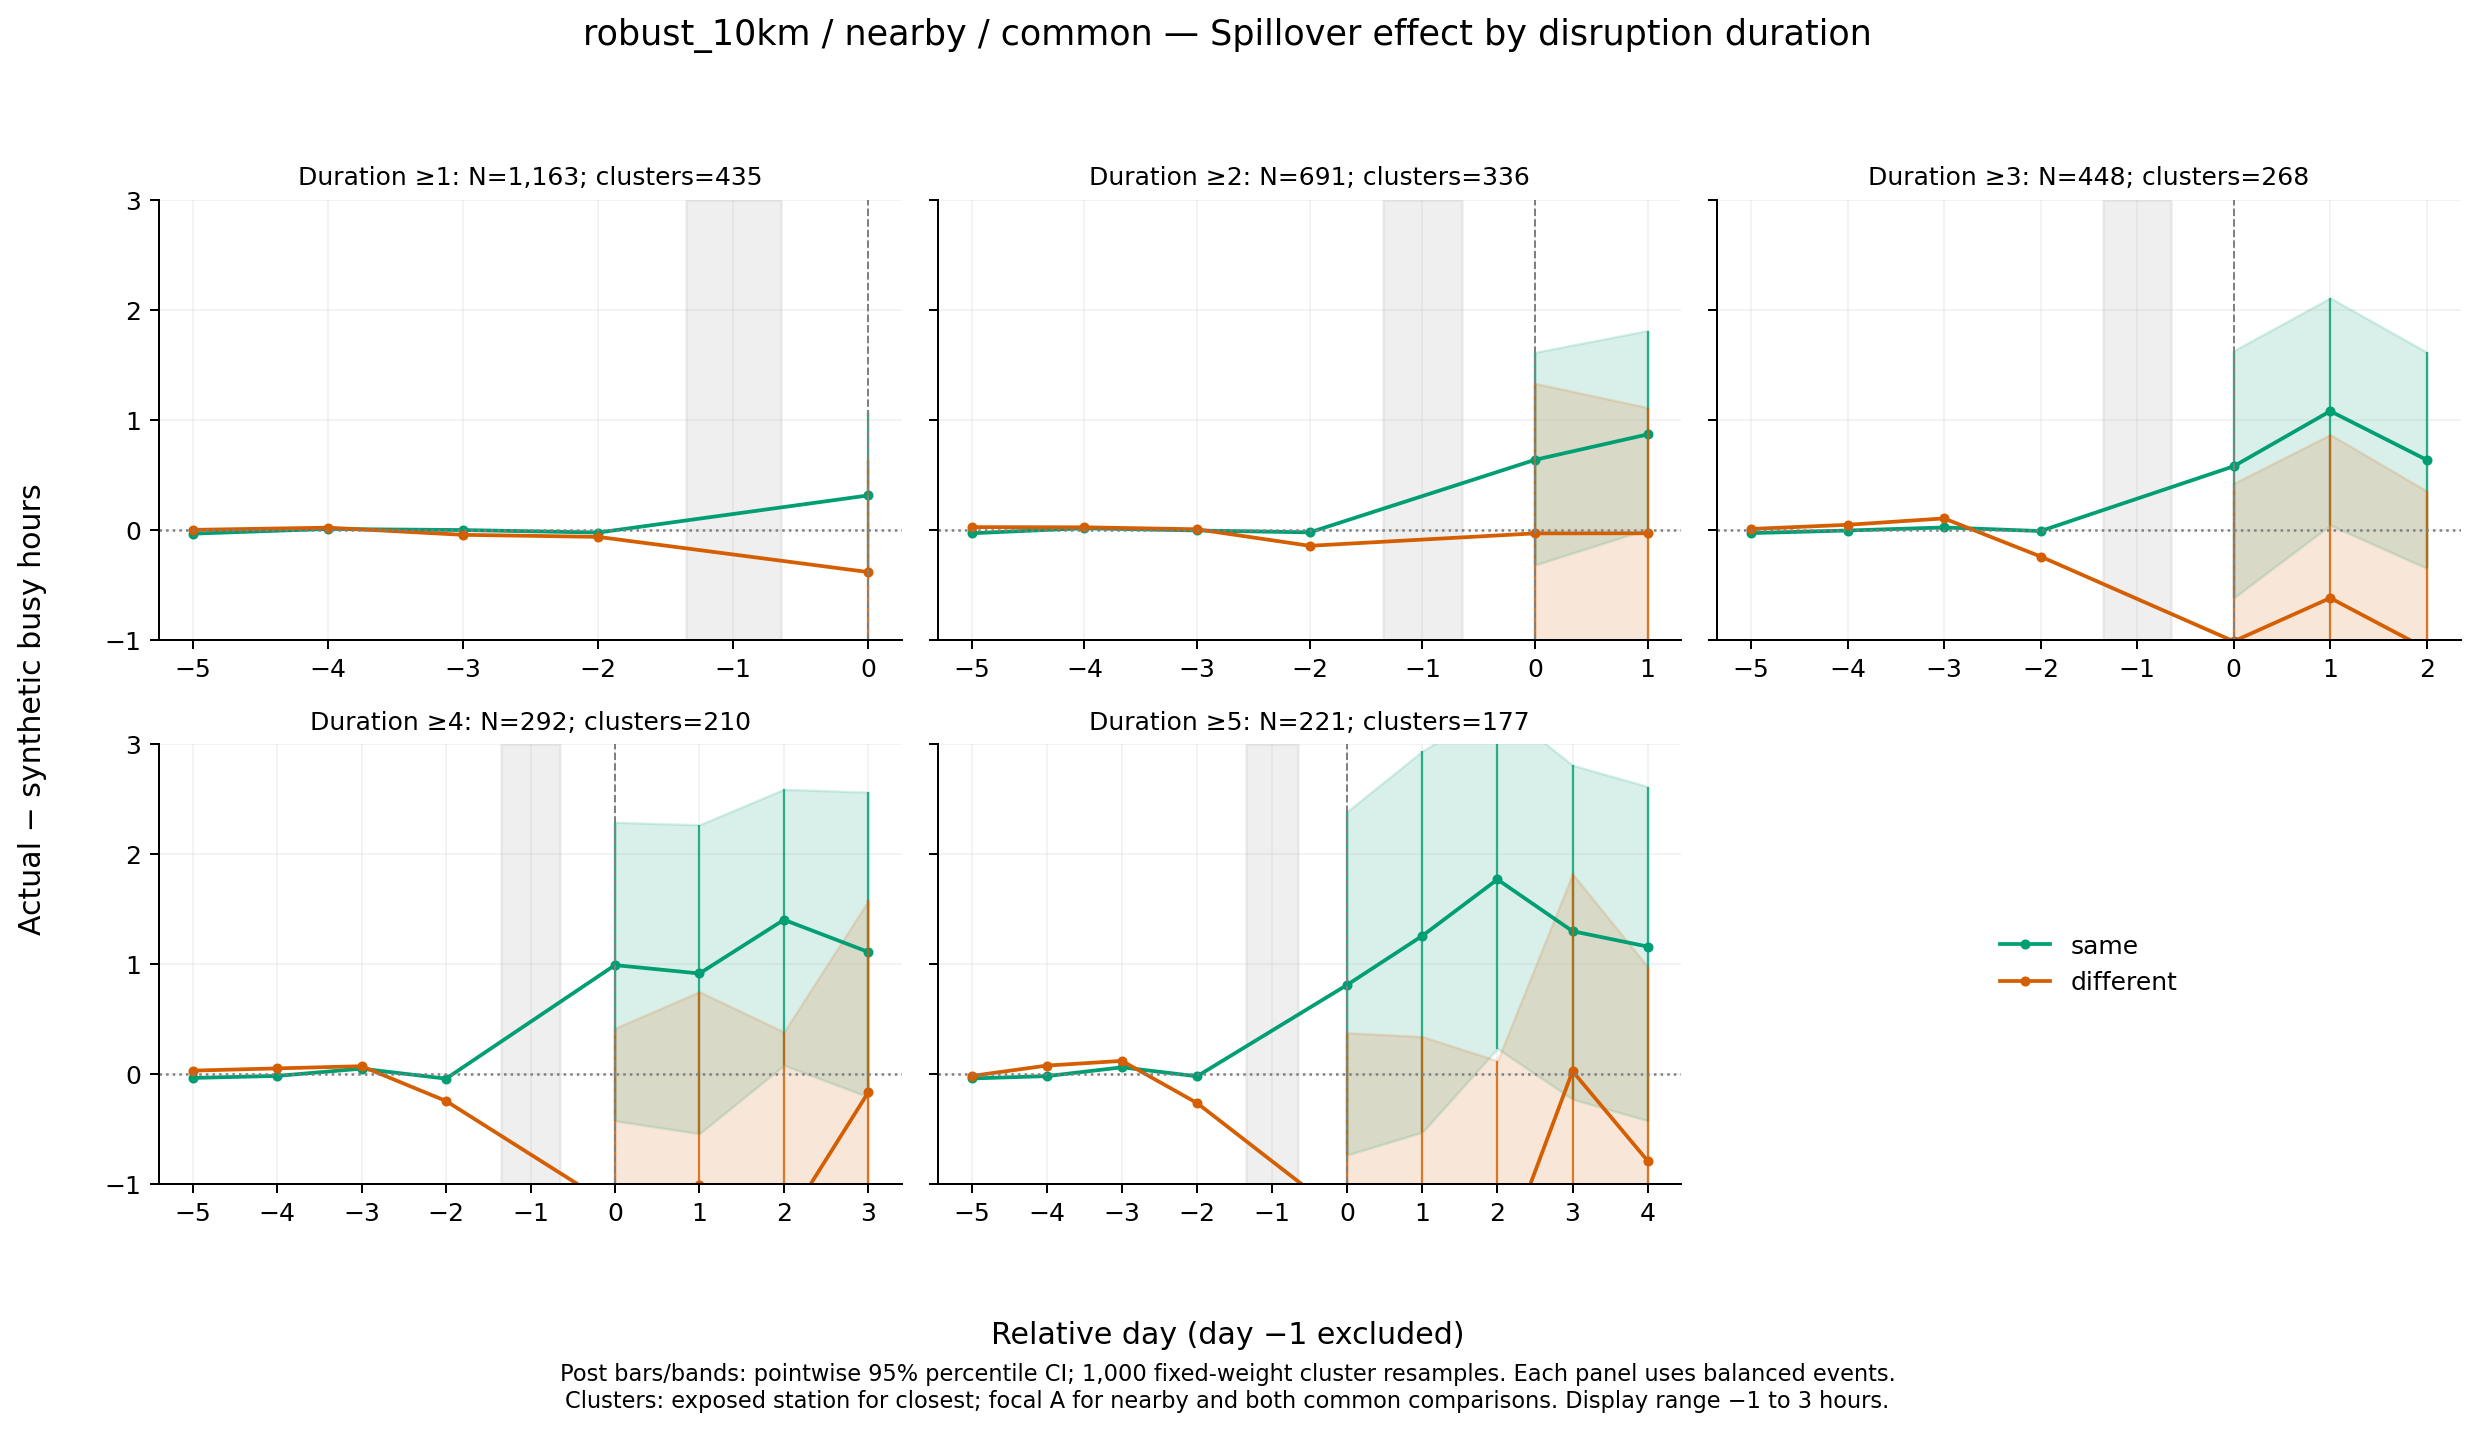 robust_10km / nearby / common — Spillover effect by disruption duration
Duration ≥1: N=1,163; clusters=435
Duration ≥2: N=691; clusters=336
Duration ≥3: N=448; clusters=268
3
2
1
0
−1
−5 −4 −3 −2 −1 0
−5 −4 −3 −2 −1 0 1
−5 −4 −3 −2 −1 0 1 2
Actual − synthetic busy hours
Duration ≥4: N=292; clusters=210
Duration ≥5: N=221; clusters=177
3
2
1
0
−1
−5 −4 −3 −2 −1 0 1 2 3
−5 −4 −3 −2 −1 0 1 2 3 4
same
different
Relative day (day −1 excluded)
Post bars/bands: pointwise 95% percentile CI; 1,000 fixed-weight cluster resamples. Each panel uses balanced events.
Clusters: exposed station for closest; focal A for nearby and both common comparisons. Display range −1 to 3 hours.